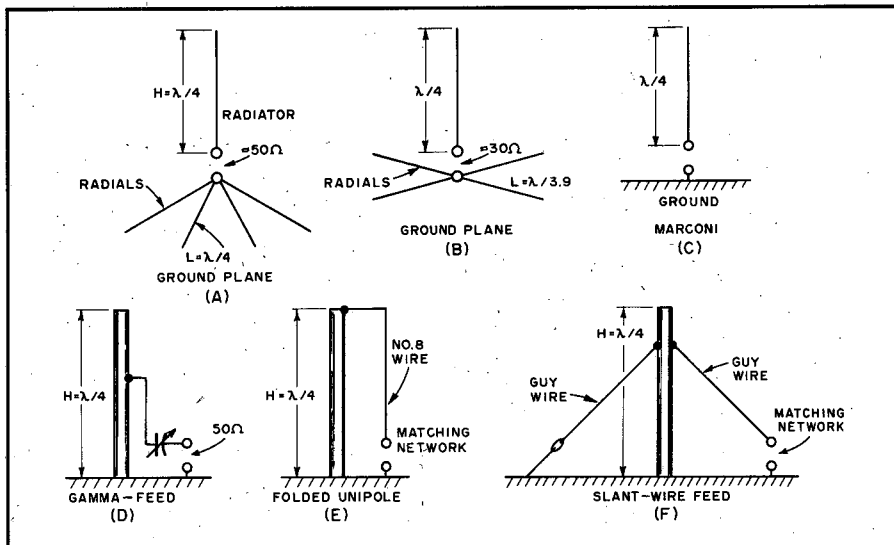 H=λ/4
RADIATOR
≈50Ω
RADIALS
L=λ/4
GROUND PLANE
(A)
λ/4
≈30Ω
RADIALS
L=λ/3.9
GROUND PLANE
(B)
λ/4
GROUND
MARCONI
(C)
H=λ/4
50Ω
GAMMA-FEED
(D)
H=λ/4
NO.8
WIRE
MATCHING
NETWORK
FOLDED UNIPOLE
(E)
H=λ/4
GUY
WIRE
GUY
WIRE
MATCHING
NETWORK
SLANT-WIRE FEED
(F)